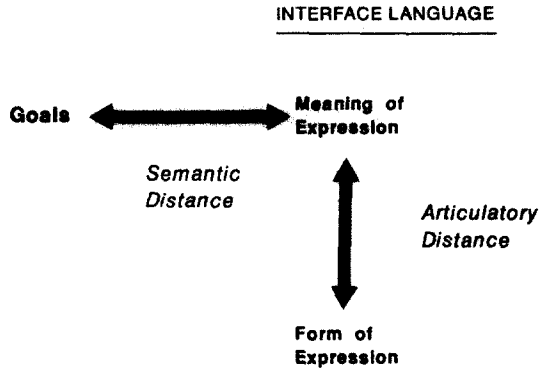 INTERFACE LANGUAGE
Goals
Meaning of
Expression
Semantic
Distance
Articulatory
Distance
Form of
Expression